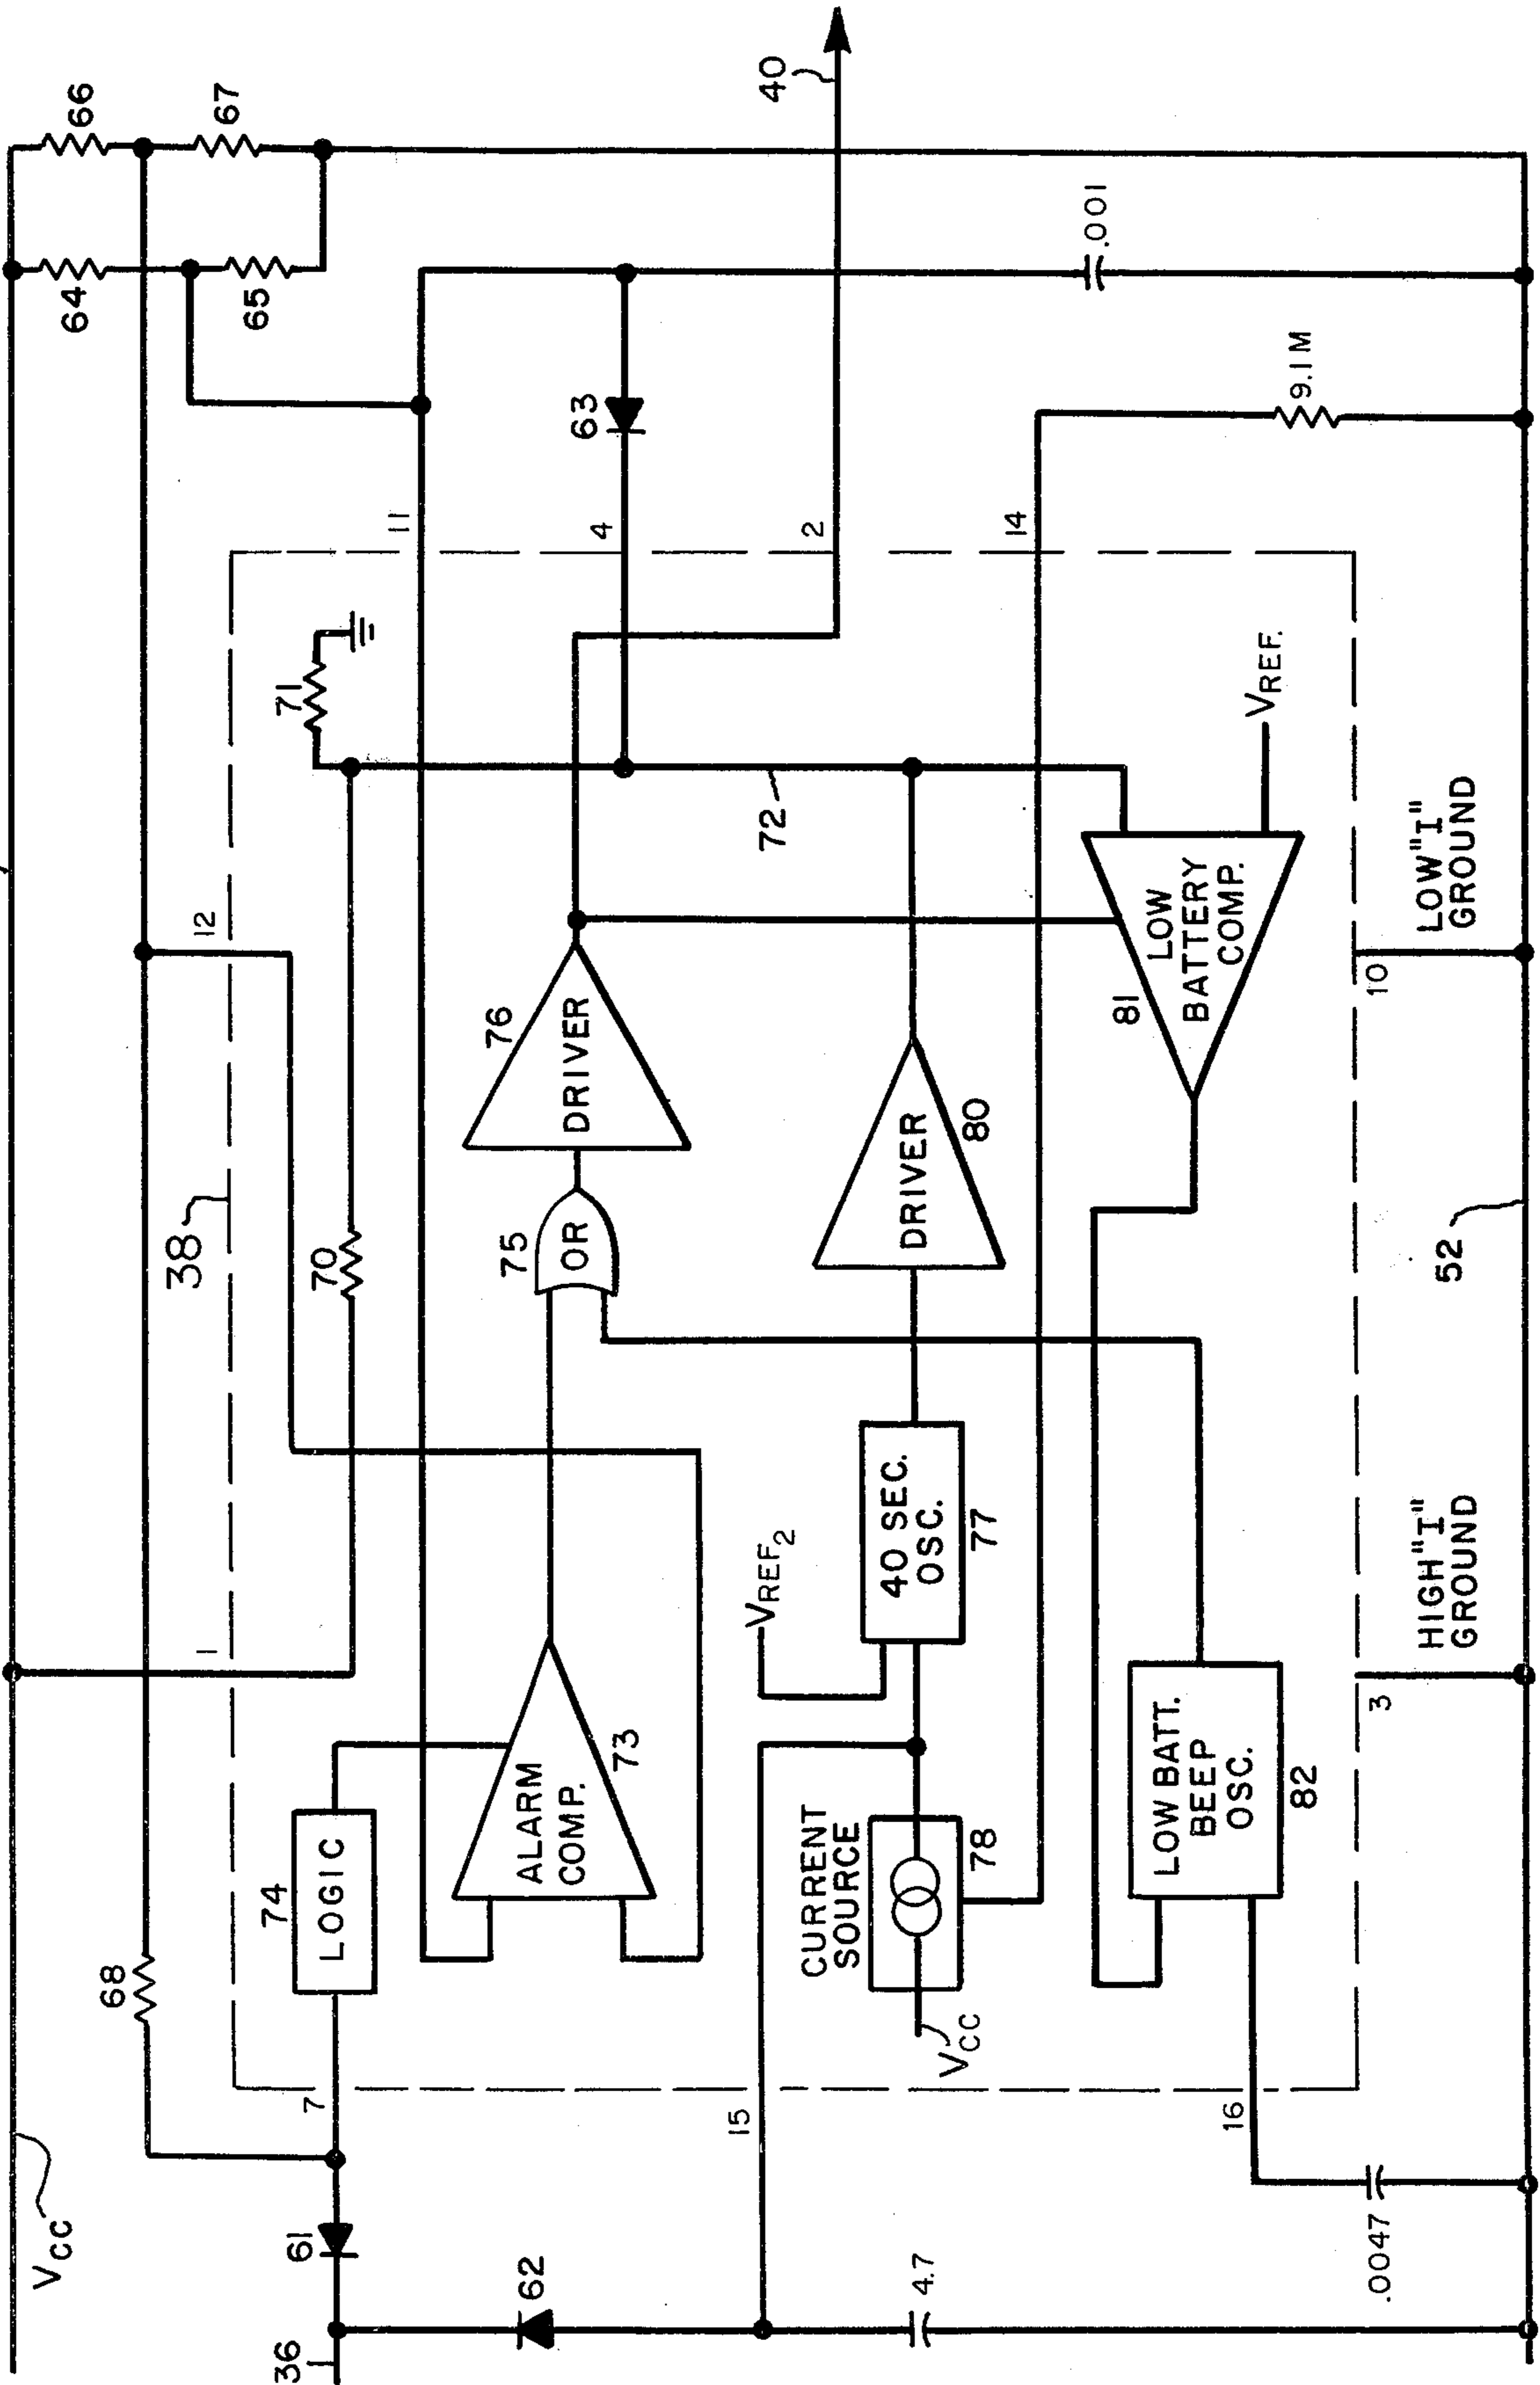 VCC
36
61
62
4.7
68
7
15
16
.0047
74
LOGIC
ALARM
COMP.
73
CURRENT
SOURCE
78
VCC
LOW BATT.
BEEP
OSC.
82
1
3
HIGH "I"
GROUND
VREF2
40 SEC.
OSC.
77
38
70
75
OR
76
DRIVER
DRIVER
80
52
12
72
81
LOW
BATTERY
COMP.
10
LOW "I"
GROUND
71
VREF.
11
4
2
14
63
9.1 M
64
65
66
67
40
.001